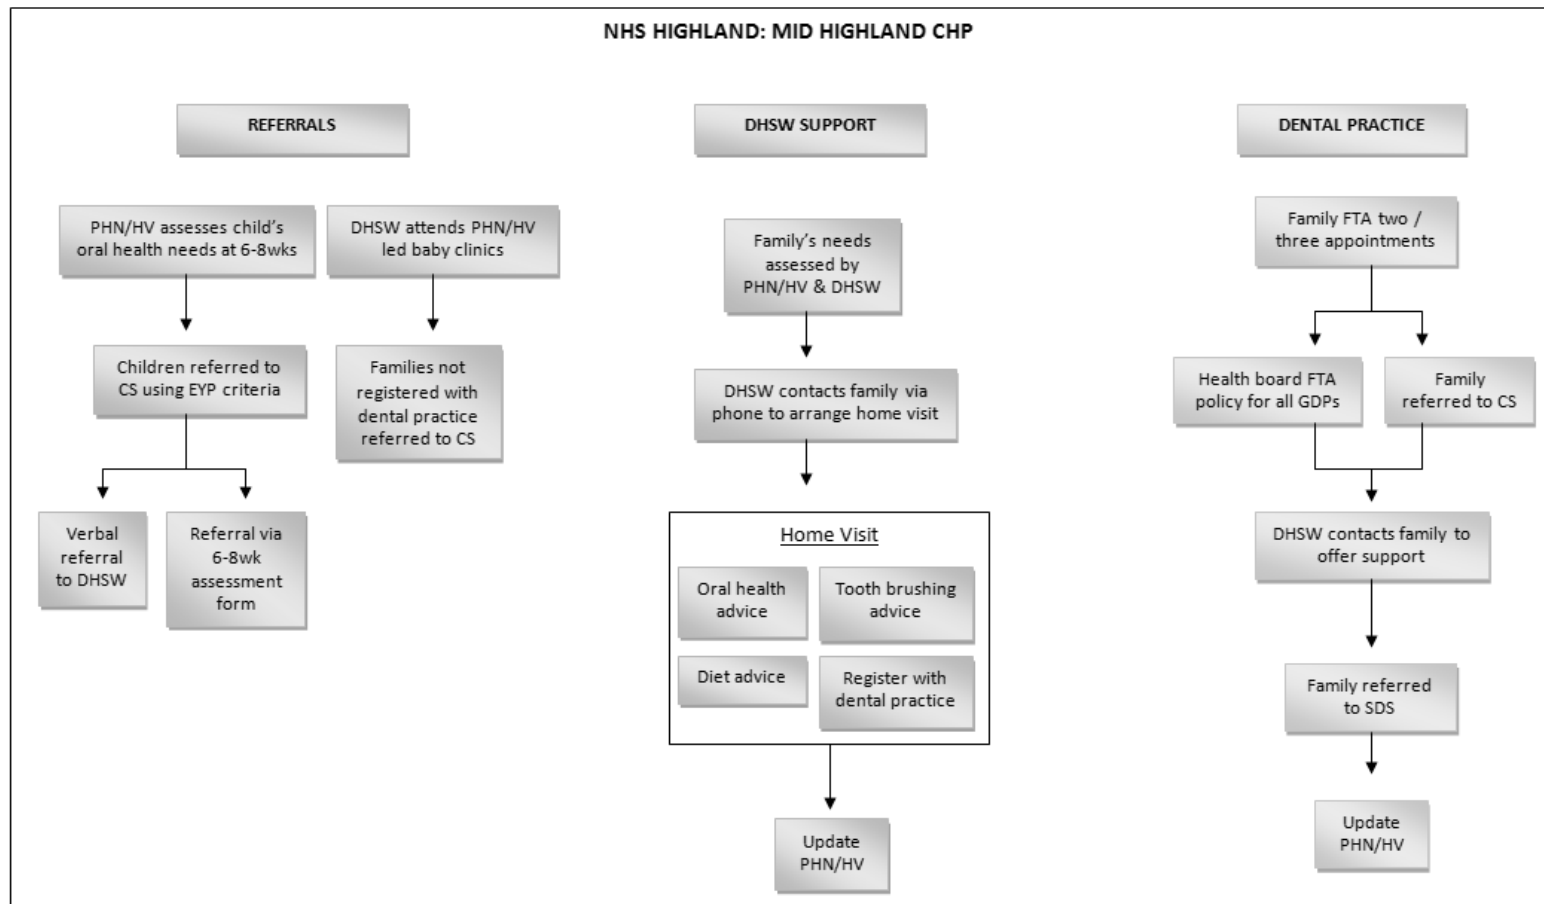 NHS HIGHLAND: MID HIGHLAND CHP
REFERRALS
PHN/HV assesses child's
oral health needs at 6-8wks
DHSW attends PHN/HV
led baby clinics
Children referred to
CS using EYP criteria
Families not
registered with
dental practice
referred to CS
Verbal
referral
to DHSW
Referral via
6-8wk
assessment
form
DHSW SUPPORT
Family's needs
assessed by
PHN/HV & DHSW
DHSW contacts family via
phone to arrange home visit
Home Visit
Oral health
advice
Tooth brushing
advice
Diet advice
Register with
dental practice
Update
PHN/HV
DENTAL PRACTICE
Family FTA two /
three appointments
Health board FTA
policy for all GDPs
Family
referred to CS
DHSW contacts family to
offer support
Family referred
to SDS
Update
PHN/HV